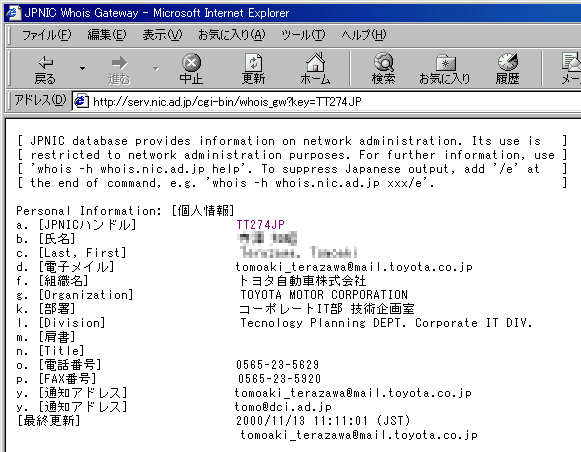 JPNIC Whois Gateway - Microsoft Internet Explorer
ファイル(F) 編集(E) 表示(V) お気に入り(A) ツール(T) ヘルプ(H)
戻る 進む 中止 更新 ホーム 検索 お気に入り 履歴 メー
アドレス(D) http://serv.nic.ad.jp/cgi-bin/whois_gw?key=TT274JP
[ JPNIC database provides information on network administration. Its use is ]
[ restricted to network administration purposes. For further information, use ]
[ 'whois -h whois.nic.ad.jp help'. To suppress Japanese output, add '/e' at ]
[ the end of command, e.g. 'whois -h whois.nic.ad.jp xxx/e'. ]
Personal Information: [個人情報]
a. [JPNICハンドル] TT274JP
b. [氏名]
c. [Last, First]
d. [電子メイル] tomoaki_terazawa@mail.toyota.co.jp
f. [組織名] トヨタ自動車株式会社
g. [Organization] TOYOTA MOTOR CORPORATION
k. [部署] コーポレートIT部 技術企画室
l. [Division] Tecnology Planning DEPT. Corporate IT DIV.
m. [肩書]
n. [Title]
o. [電話番号] 0565-23-5629
p. [FAX番号] 0565-23-5920
y. [通知アドレス] tomoaki_terazawa@mail.toyota.co.jp
y. [通知アドレス] tomo@dci.ad.jp
[最終更新] 2000/11/13 11:11:01 (JST)
tomoaki_terazawa@mail.toyota.co.jp